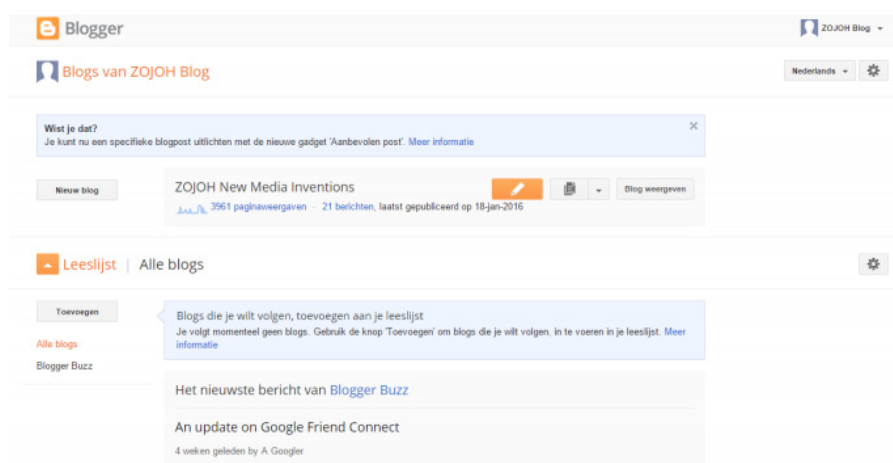 Blogger
ZOJOH Blog
Blogs van ZOJOH Blog
Nederlands
Wist je dat?
Je kunt nu een specifieke blogpost uitlichten met de nieuwe gadget 'Aanbevolen post'. Meer informatie
Nieuw blog
ZOJOH New Media Inventions
Blog weergeven
3961 paginaweergaven - 21 berichten, laatst gepubliceerd op 18-jan-2016
Leeslijst | Alle blogs
Toevoegen
Blogs die je wilt volgen, toevoegen aan je leeslijst
Je volgt momenteel geen blogs. Gebruik de knop 'Toevoegen' om blogs die je wilt volgen, in te voeren in je leeslijst. Meer
informatie
Alle blogs
Blogger Buzz
Het nieuwste bericht van Blogger Buzz
An update on Google Friend Connect
4 weken geleden by A Googler